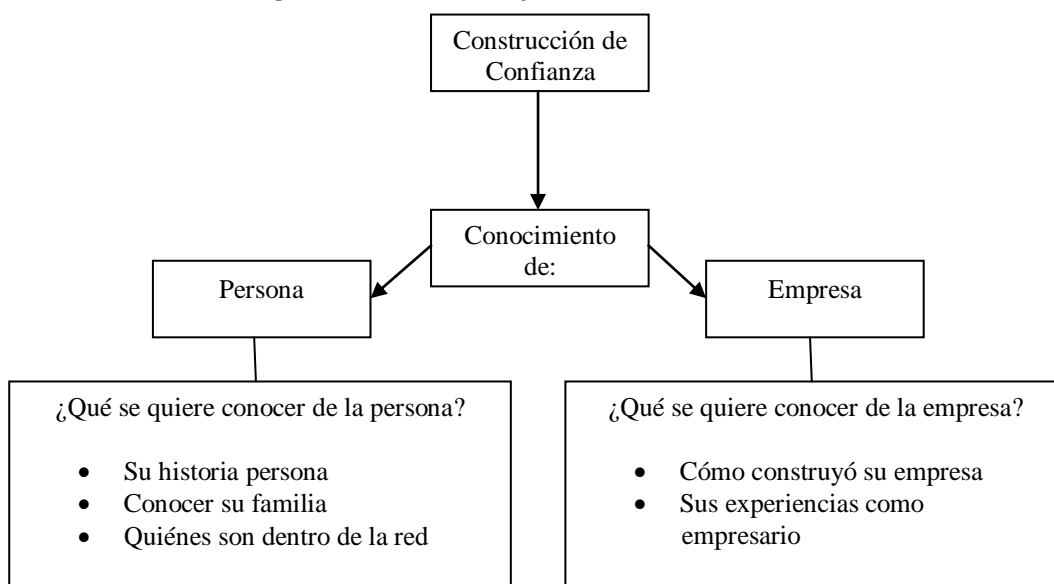 Construcción de
Confianza
Conocimiento
de:
Persona
Empresa
¿Qué se quiere conocer de la persona?
• Su historia persona
• Conocer su familia
• Quiénes son dentro de la red
¿Qué se quiere conocer de la empresa?
• Cómo construyó su empresa
• Sus experiencias como
empresario